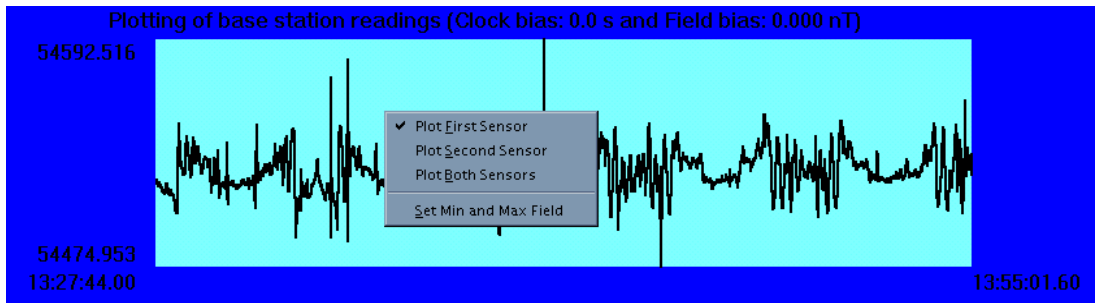 Plotting of base station readings (Clock bias: 0.0 s and Field bias: 0.000 nT)
54592.516
Plot First Sensor
Plot Second Sensor
Plot Both Sensors
Set Min and Max Field
54474.953
13:27:44.00
13:55:01.60